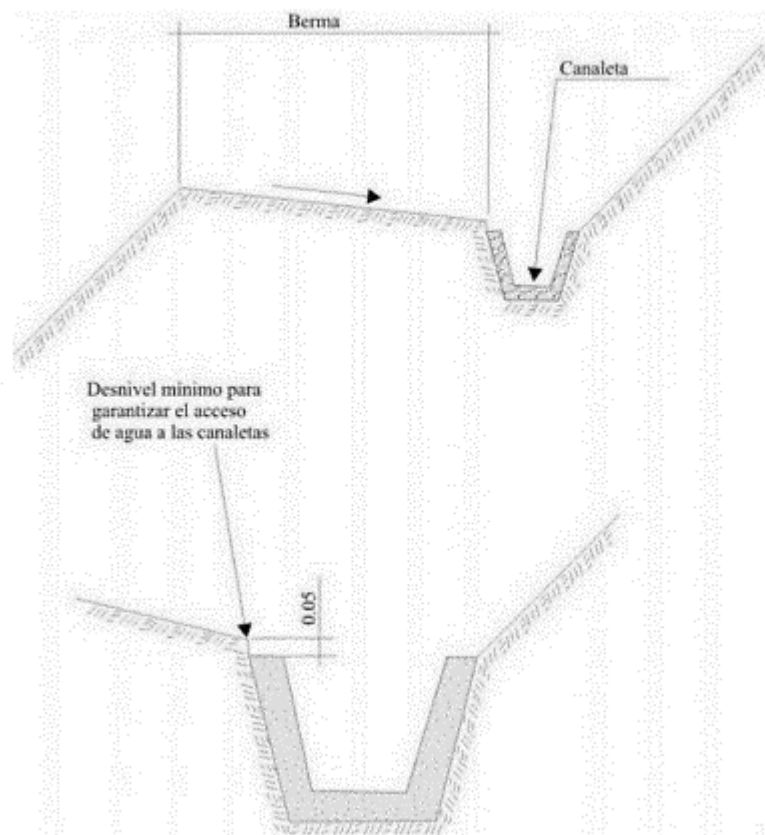 Berma
Canaleta
Desnivel mínimo para
garantizar el acceso
de agua a las canaletas
0.05